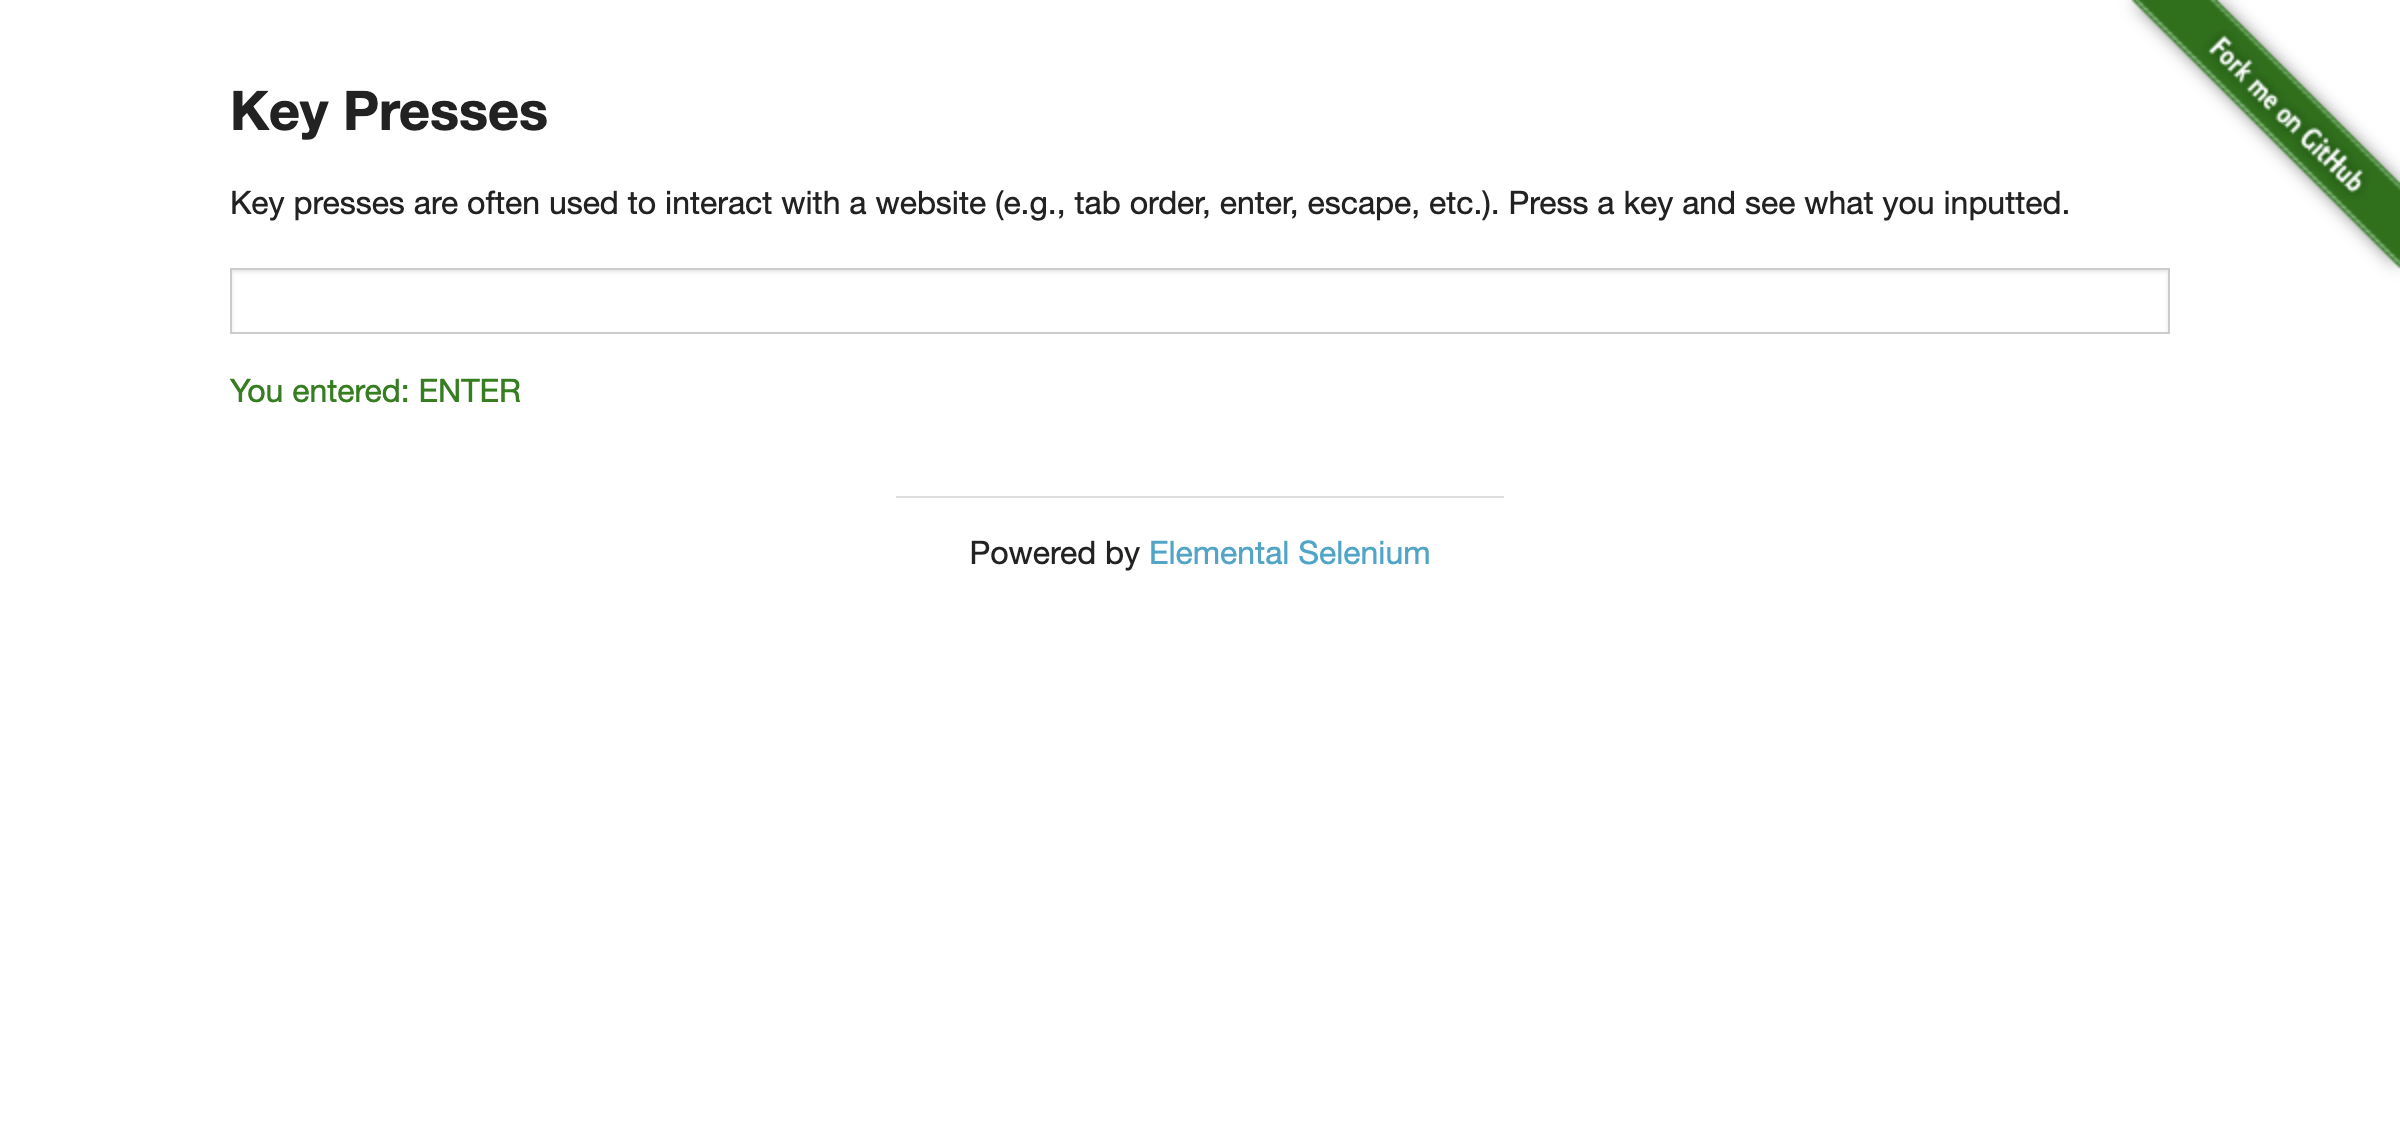 Fork me on GitHub
Key Presses
Key presses are often used to interact with a website (e.g., tab order, enter, escape, etc.). Press a key and see what you inputted.
You entered: ENTER
Powered by Elemental Selenium